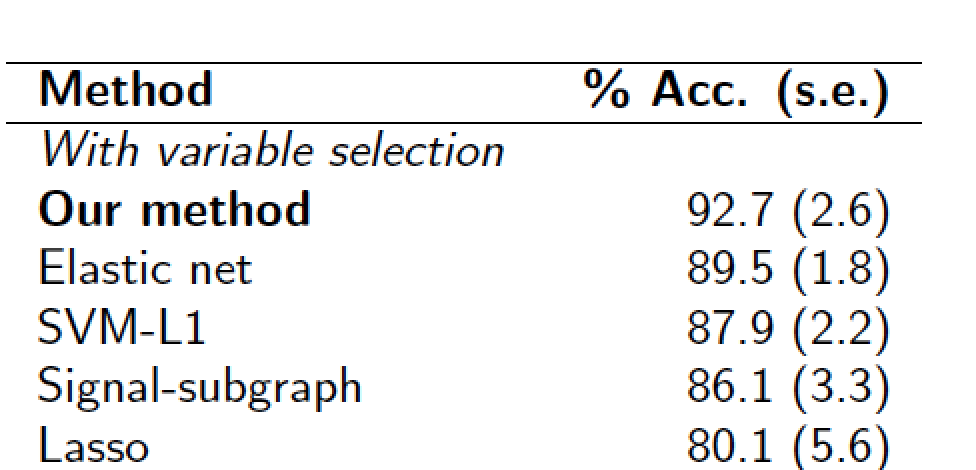 Method % Acc. (s.e.)
With variable selection
Our method 92.7 (2.6)
Elastic net 89.5 (1.8)
SVM-L1 87.9 (2.2)
Signal-subgraph 86.1 (3.3)
Lasso 80.1 (5.6)